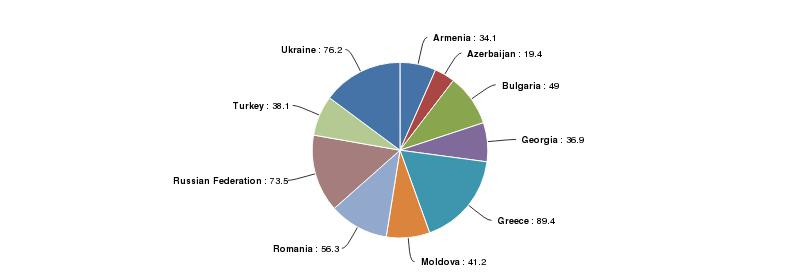 Armenia : 34.1
Azerbaijan : 19.4
Bulgaria : 49
Georgia : 36.9
Greece : 89.4
Moldova : 41.2
Romania : 56.3
Russian Federation : 73.5
Turkey : 38.1
Ukraine : 76.2